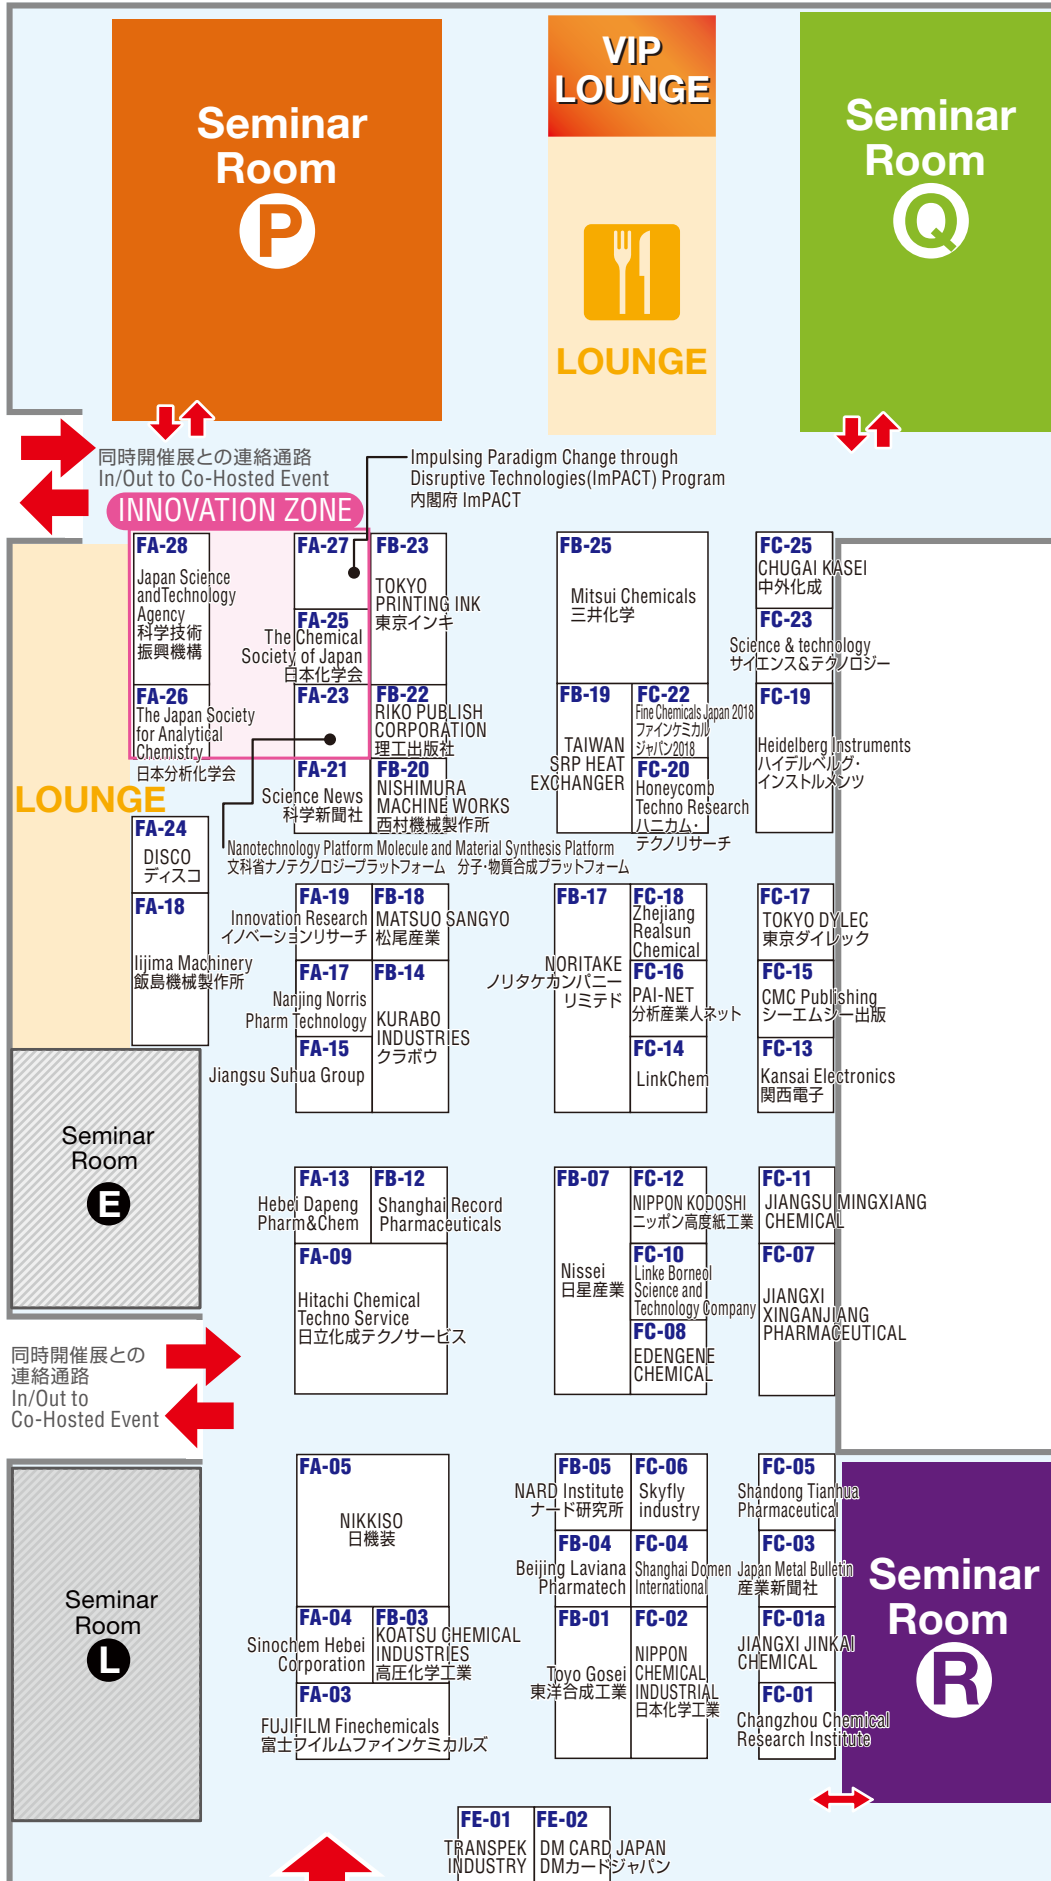 Seminar
Room
P
VIP
LOUNGE
LOUNGE
Seminar
Room
Q
同時開催展との連絡通路
In/Out to Co-Hosted Event
Impulsing Paradigm Change through
Disruptive Technologies(ImPACT) Program
内閣府 ImPACT
INNOVATION ZONE
FA-28
Japan Science
andTechnology
Agency
科学技術
振興機構
FA-27
FB-23
TOKYO
PRINTING INK
東京インキ
FA-25
The Chemical
Society of Japan
日本化学会
FA-26
The Japan Society
for Analytical
Chemistry
日本分析化学会
FA-23
FB-22
RIKO PUBLISH
CORPORATION
理工出版社
FA-21
Science News
科学新聞社
FB-20
NISHIMURA
MACHINE WORKS
西村機械製作所
LOUNGE
FA-24
DISCO
ディスコ
Nanotechnology Platform Molecule and Material Synthesis Platform
文科省ナノテクノロジープラットフォーム 分子・物質合成プラットフォーム
FB-25
Mitsui Chemicals
三井化学
FC-25
CHUGAI KASEI
中外化成
FC-23
Science & technology
サイエンス&テクノロジー
FB-19
TAIWAN
SRP HEAT
EXCHANGER
FC-22
Fine Chemicals Japan 2018
ファインケミカル
ジャパン2018
FC-20
Honeycomb
Techno Research
ハニカム・
テクノリサーチ
FC-19
Heidelberg Instruments
ハイデルベルグ・
インストルメンツ
FA-18
Iijima Machinery
飯島機械製作所
FA-19
Innovation Research
イノベーションリサーチ
FB-18
MATSUO SANGYO
松尾産業
FA-17
Nanjing Norris
Pharm Technology
FB-14
KURABO
INDUSTRIES
クラボウ
FA-15
Jiangsu Suhua Group
FB-17
NORITAKE
ノリタケカンパニー
リミテド
FC-18
Zhejiang
Realsun
Chemical
FC-16
PAI-NET
分析産業人ネット
FC-14
LinkChem
FC-17
TOKYO DYLEC
東京ダイレック
FC-15
CMC Publishing
シーエムシー出版
FC-13
Kansai Electronics
関西電子
Seminar
Room
E
FA-13
Hebei Dapeng
Pharm&Chem
FB-12
Shanghai Record
Pharmaceuticals
FA-09
Hitachi Chemical
Techno Service
日立化成テクノサービス
FB-07
Nissei
日星産業
FC-12
NIPPON KODOSHI
ニッポン高度紙工業
FC-10
Linke Borneol
Science and
Technology Company
FC-08
EDENGENE
CHEMICAL
FC-11
JIANGSU MINGXIANG
CHEMICAL
FC-07
JIANGXI
XINGANJIANG
PHARMACEUTICAL
同時開催展との
連絡通路
In/Out to
Co-Hosted Event
FA-05
NIKKISO
日機装
FB-05
NARD Institute
ナード研究所
FC-06
Skyfly
industry
FC-05
Shandong Tianhua
Pharmaceutical
FB-04
Beijing Laviana
Pharmatech
FC-04
Shanghai Domen
International
FC-03
Japan Metal Bulletin
産業新聞社
Seminar
Room
L
FA-04
Sinochem Hebei
Corporation
FB-03
KOATSU CHEMICAL
INDUSTRIES
高圧化学工業
FA-03
FUJIFILM Finechemicals
富士フイルムファインケミカルズ
FB-01
Toyo Gosei
東洋合成工業
FC-02
NIPPON
CHEMICAL
INDUSTRIAL
日本化学工業
FC-01a
JIANGXI JINKAI
CHEMICAL
FC-01
Changzhou Chemical
Research Institute
Seminar
Room
R
FE-01
TRANSPEK
INDUSTRY
FE-02
DM CARD JAPAN
DMカードジャパン